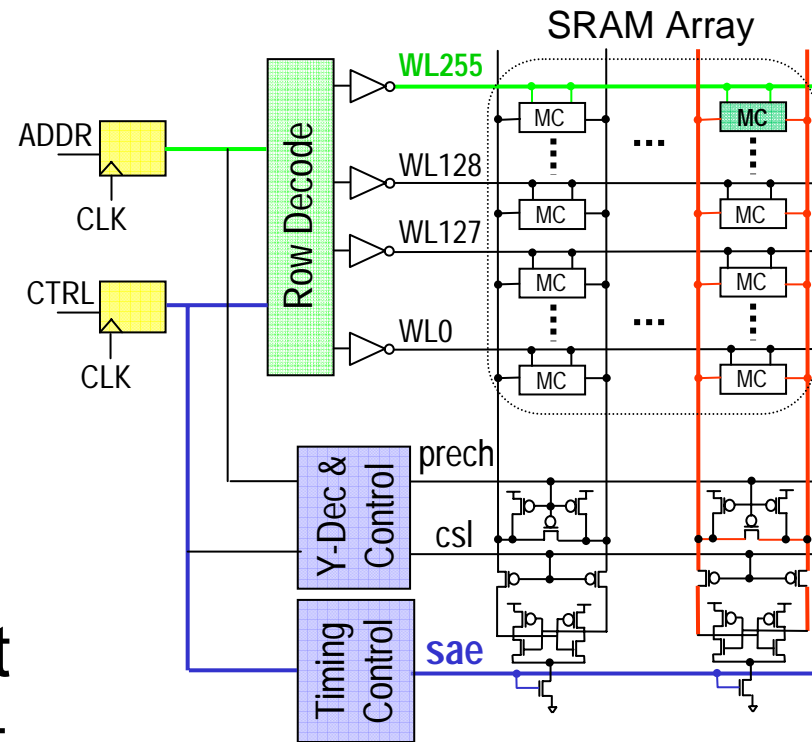 SRAM Array
WL255
ADDR
CLK
Row Decode
MC
MC
...
WL128
MC
MC
WL127
CTRL
CLK
MC
MC
...
WL0
MC
MC
Y-Dec &
Control
prech
csl
Timing
Control
sae
t